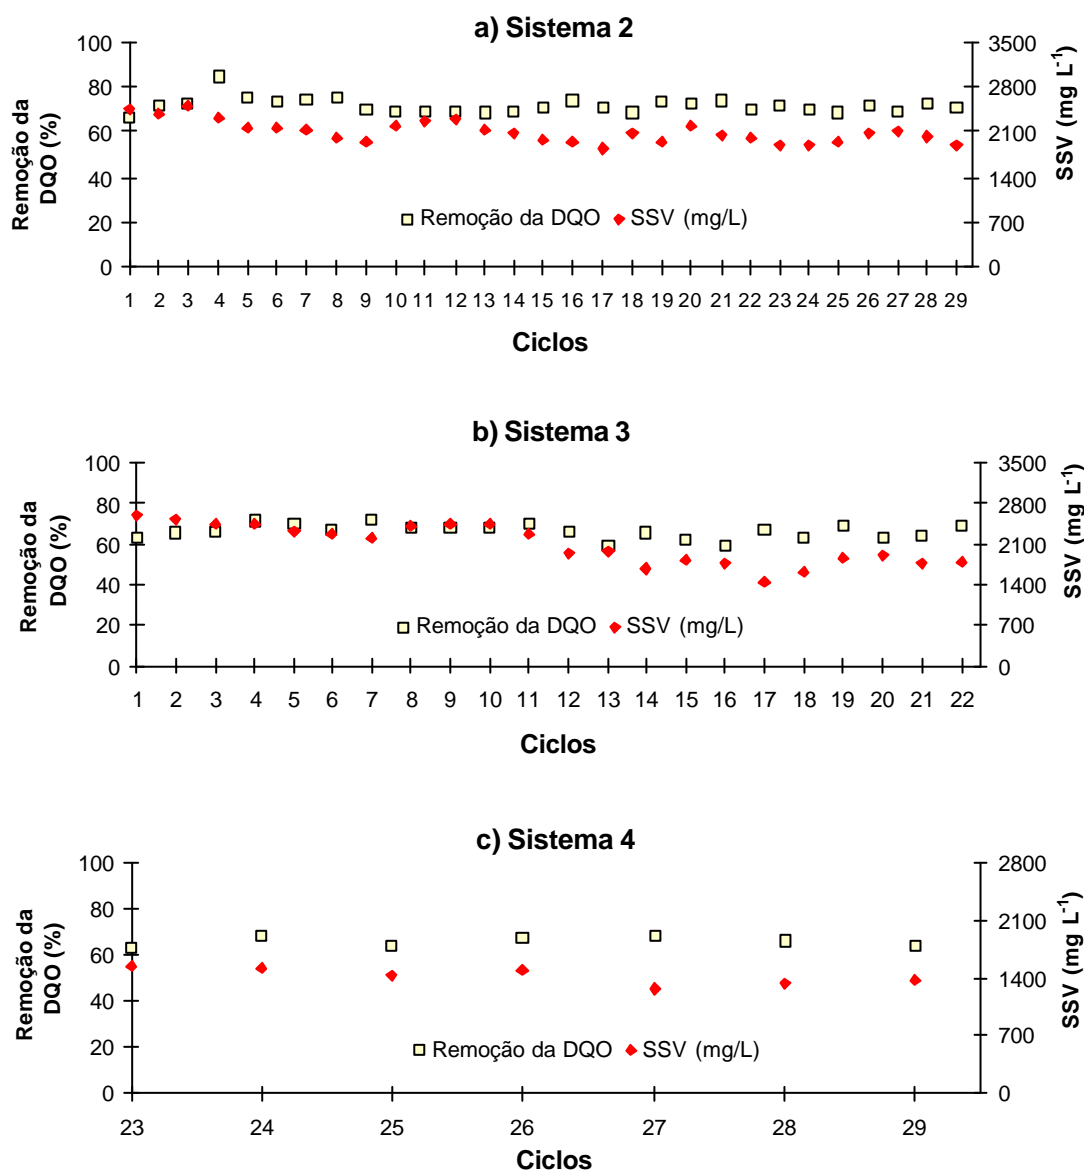 a) Sistema 2
Remoção da
DQO (%)
100
80
60
40
20
0
3500
2800
2100
1400
700
0
SSV (mg L-1)
Remoção da DQO SSV (mg/L)
1 2 3 4 5 6 7 8 9 10 11 12 13 14 15 16 17 18 19 20 21 22 23 24 25 26 27 28 29
Ciclos
b) Sistema 3
Remoção da
DQO (%)
100
80
60
40
20
0
3500
2800
2100
1400
700
0
SSV (mg L-1)
Remoção da DQO SSV (mg/L)
1 2 3 4 5 6 7 8 9 10 11 12 13 14 15 16 17 18 19 20 21 22
Ciclos
c) Sistema 4
Remoção da
DQO (%)
100
80
60
40
20
0
2800
2100
1400
700
0
SSV (mg L-1)
Remoção da DQO SSV (mg/L)
23 24 25 26 27 28 29
Ciclos